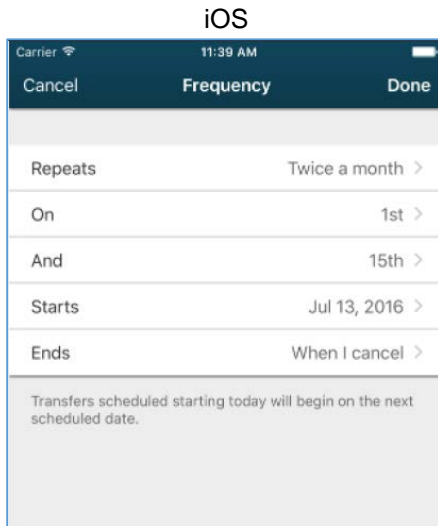 iOS
Carrier 11:39 AM
Cancel Frequency Done
Repeats Twice a month >
On 1st >
And 15th >
Starts Jul 13, 2016 >
Ends When I cancel >
Transfers scheduled starting today will begin on the next
scheduled date.